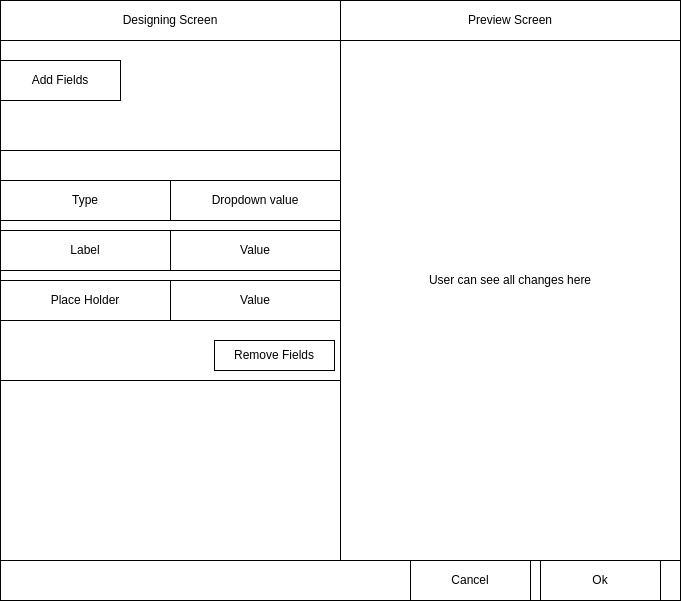 Designing Screen
Preview Screen
Add Fields
Type
Dropdown value
Label
Value
User can see all changes here
Place Holder
Value
Remove Fields
Cancel
Ok